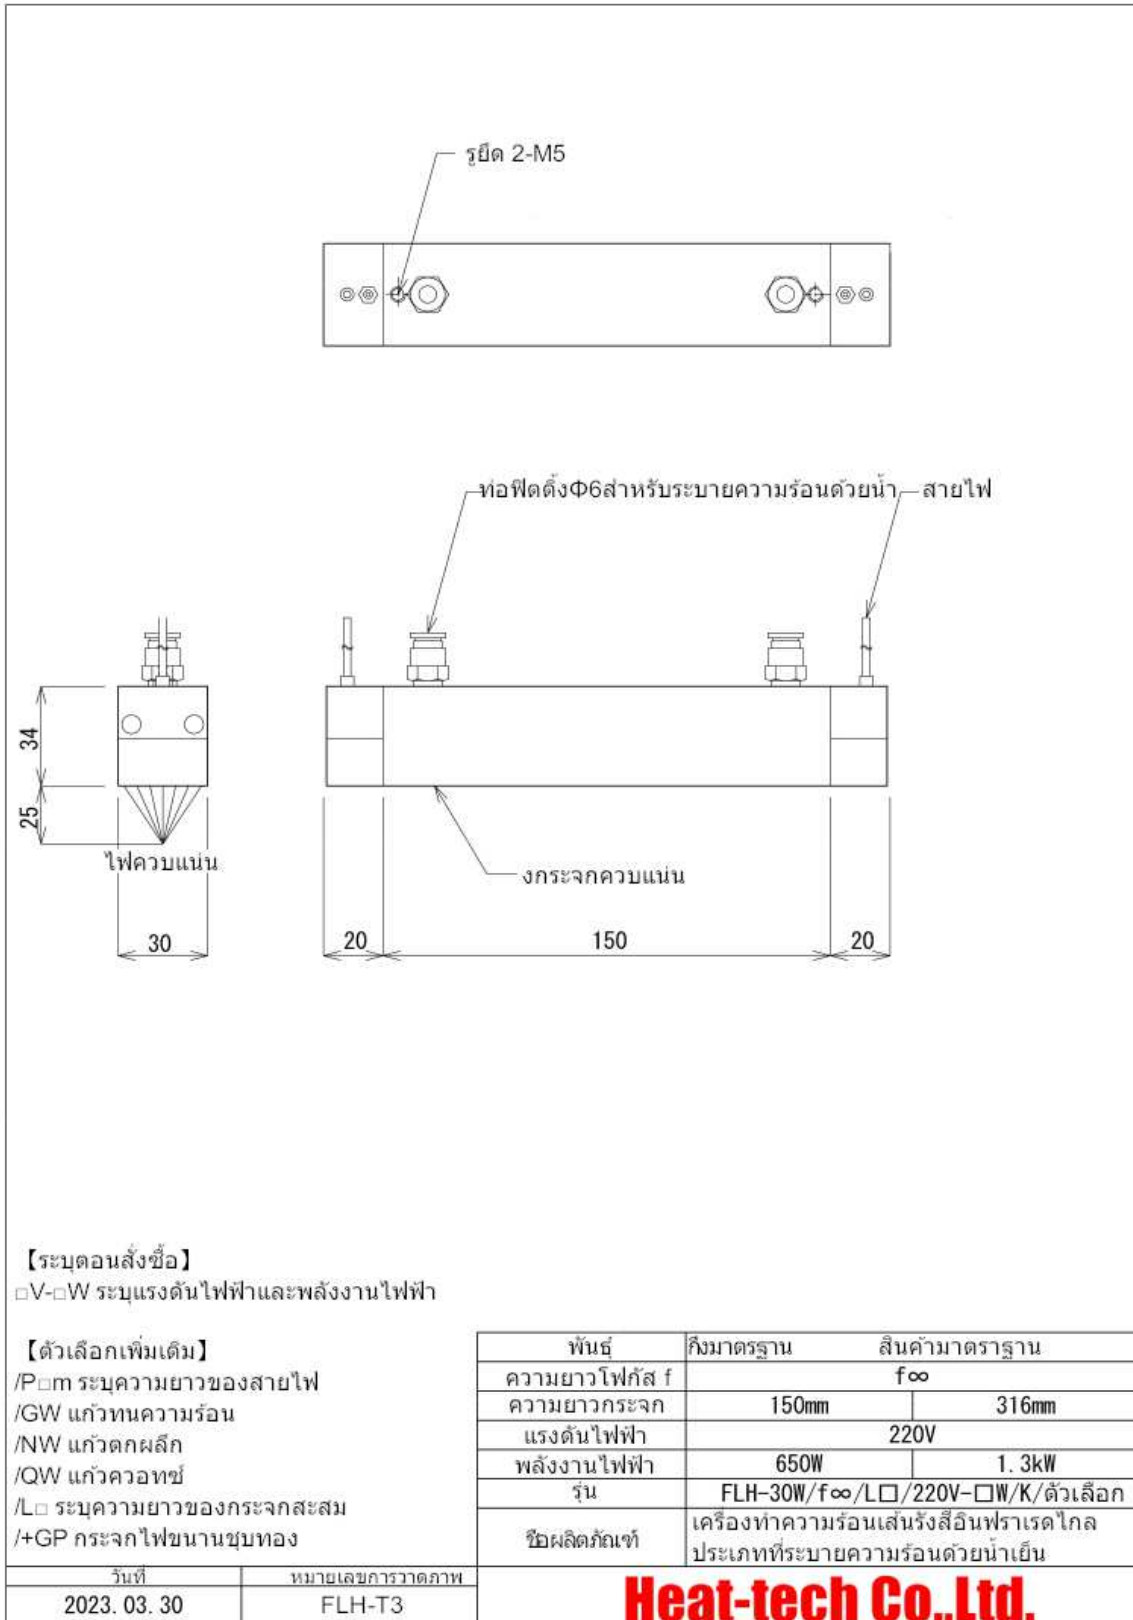 รูยึด 2-M5
ท่อฟิตติ้งΦ6สำหรับระบายความร้อนด้วยน้ำ
สายไฟ
34
25
ไฟควบแน่น
งกระจกควบแน่น
30
20
150
20
【ระบุตอนสั่งซื้อ】
□V-□W ระบุแรงดันไฟฟ้าและพลังงานไฟฟ้า
【ตัวเลือกเพิ่มเติม】
/P□m ระบุความยาวของสายไฟ
/GW แก้วทนความร้อน
/NW แก้วตกผลึก
/QW แก้วควอทซ์
/L□ ระบุความยาวของกระจกสะสม
/+GP กระจกไฟขนานชุบทอง
พันธุ์ กึ่งมาตรฐาน สินค้ามาตราฐาน
ความยาวโฟกัส f f∞
ความยาวกระจก 150mm 316mm
แรงดันไฟฟ้า 220V
พลังงานไฟฟ้า 650W 1.3kW
รุ่น FLH-30W/f∞/L□/220V-□W/K/ตัวเลือก
ชื่อผลิตภัณฑ์ เครื่องทำความร้อนเส้นรังสีอินฟราเรดไกล
ประเภทที่ระบายความร้อนด้วยน้ำเย็น
วันที่ หมายเลขการวาดภาพ
2023.03.30 FLH-T3
Heat-tech Co.,Ltd.